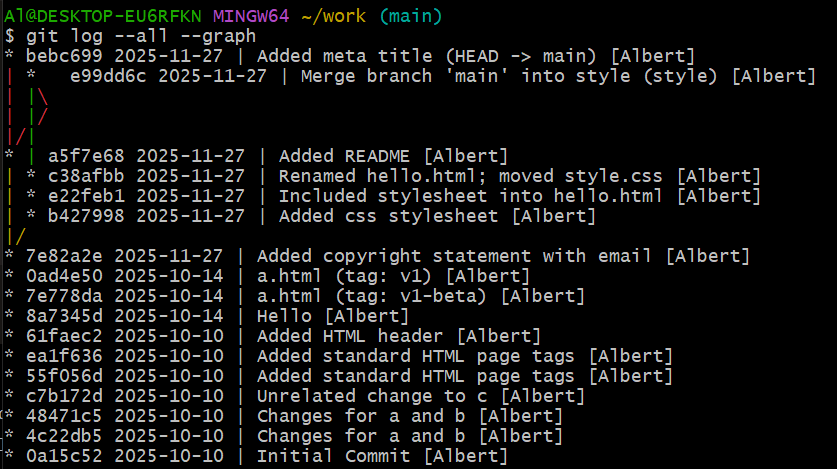 Al@DESKTOP-EU6RFKN MINGW64 ~/work (main)
$ git log --all --graph
* bebc699 2025-11-27 | Added meta title (HEAD -> main) [Albert]
| *   e99dd6c 2025-11-27 | Merge branch 'main' into style (style) [Albert]
| |\
| |/
|/|
* | a5f7e68 2025-11-27 | Added README [Albert]
| * c38afbb 2025-11-27 | Renamed hello.html; moved style.css [Albert]
| * e22feb1 2025-11-27 | Included stylesheet into hello.html [Albert]
| * b427998 2025-11-27 | Added css stylesheet [Albert]
|/
* 7e82a2e 2025-11-27 | Added copyright statement with email [Albert]
* 0ad4e50 2025-10-14 | a.html (tag: v1) [Albert]
* 7e778da 2025-10-14 | a.html (tag: v1-beta) [Albert]
* 8a7345d 2025-10-14 | Hello [Albert]
* 61faec2 2025-10-10 | Added HTML header [Albert]
* ea1f636 2025-10-10 | Added standard HTML page tags [Albert]
* 55f056d 2025-10-10 | Added standard HTML page tags [Albert]
* c7b172d 2025-10-10 | Unrelated change to c [Albert]
* 48471c5 2025-10-10 | Changes for a and b [Albert]
* 4c22db5 2025-10-10 | Changes for a and b [Albert]
* 0a15c52 2025-10-10 | Initial Commit [Albert]